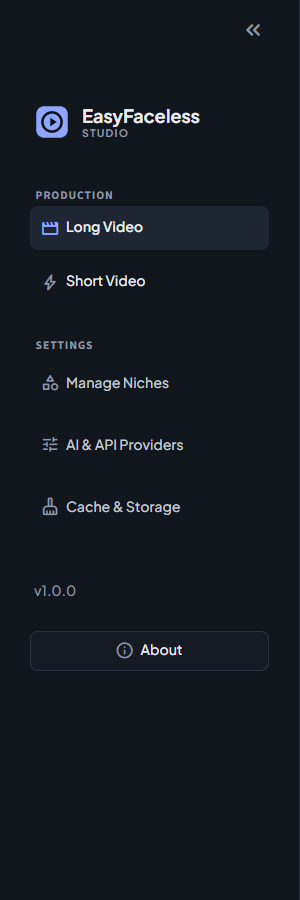 EasyFaceless
STUDIO
PRODUCTION
Long Video
Short Video
SETTINGS
Manage Niches
AI & API Providers
Cache & Storage
v1.0.0
About